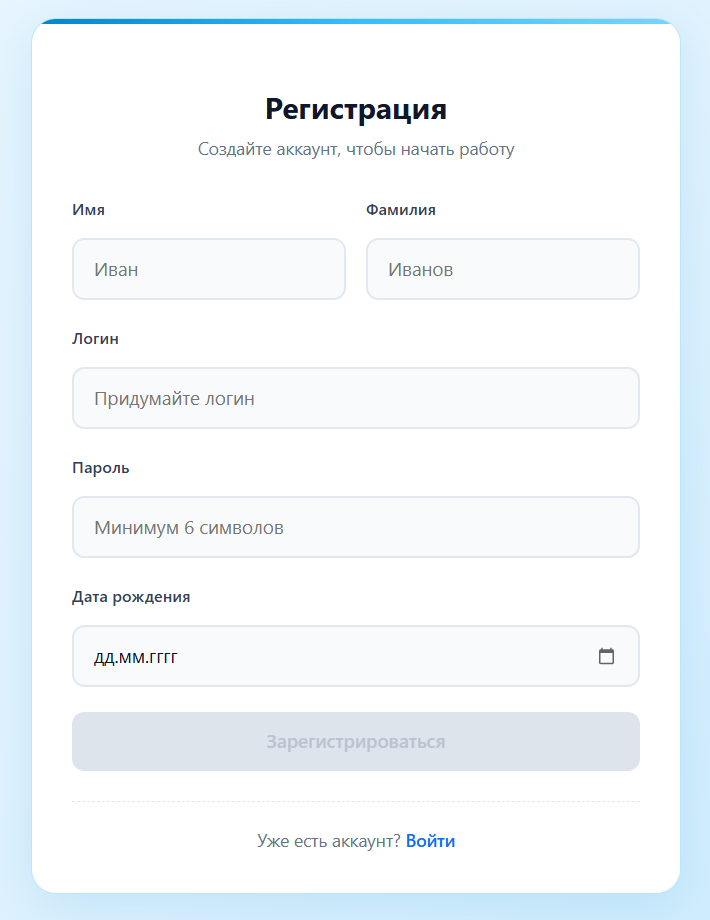 Регистрация
Создайте аккаунт, чтобы начать работу
Имя
Фамилия
Иван
Иванов
Логин
Придумайте логин
Пароль
Минимум 6 символов
Дата рождения
дд.мм.гггг
Зарегистрироваться
Уже есть аккаунт? Войти